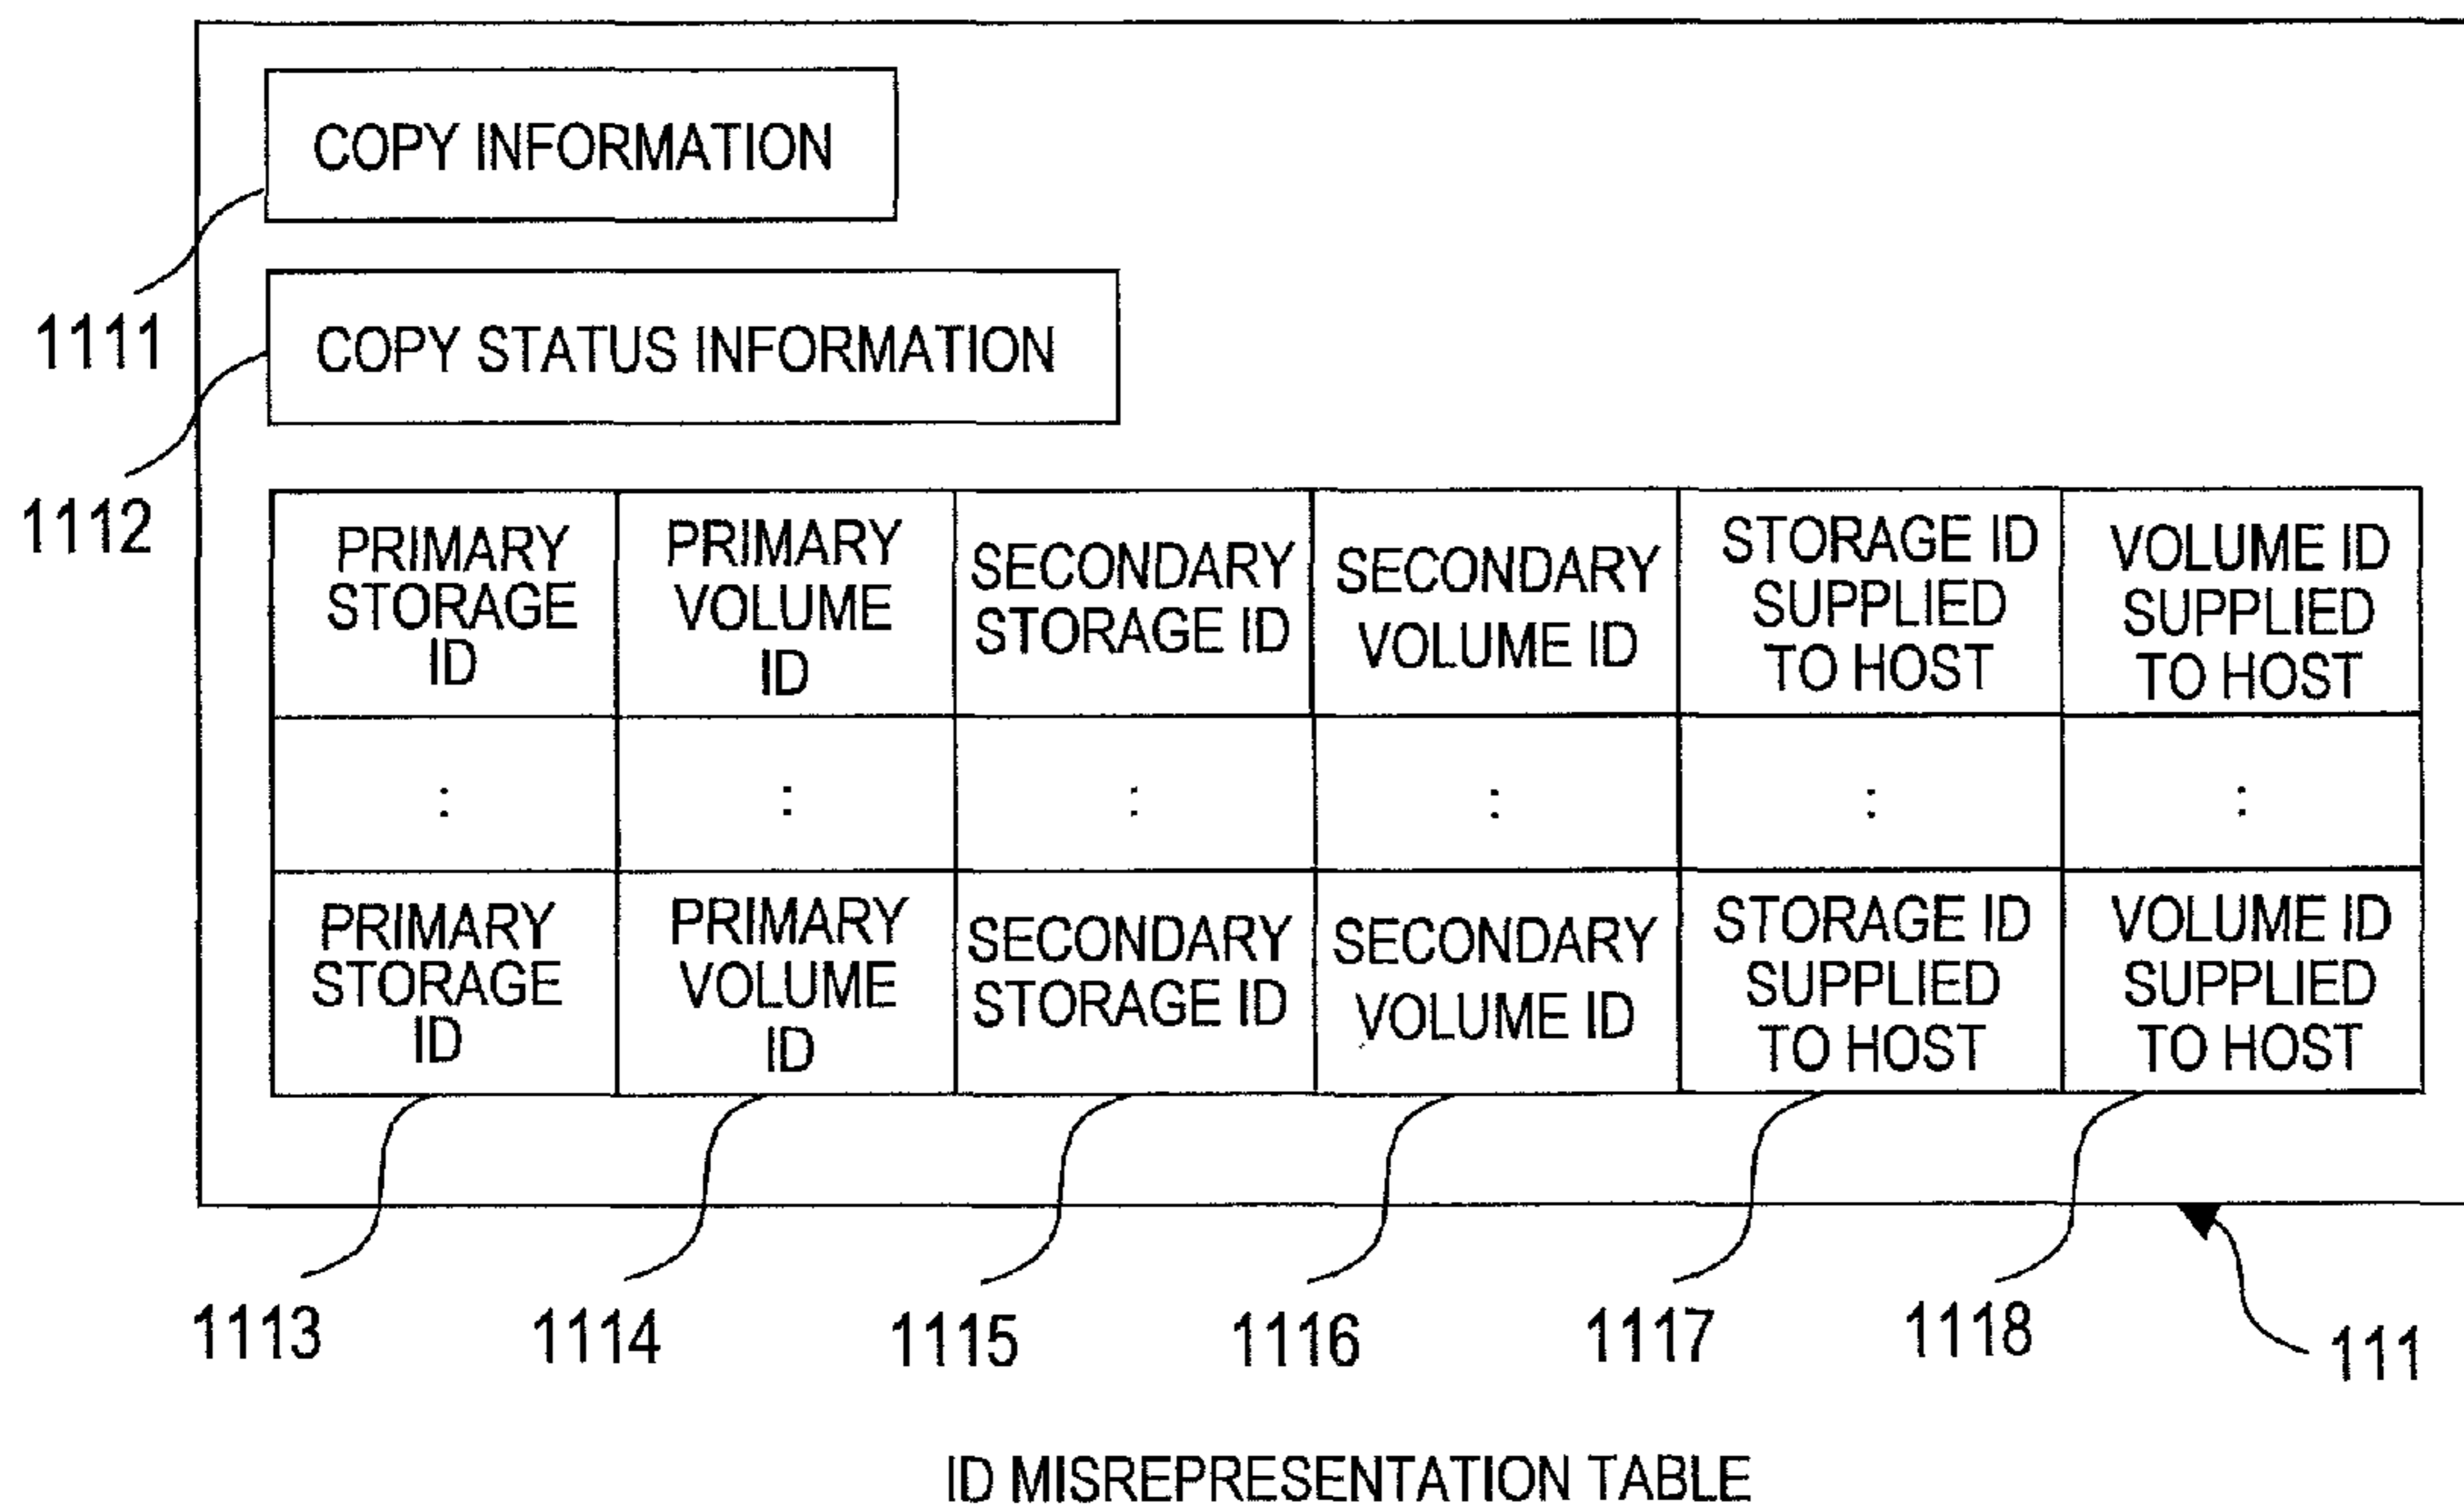 COPY INFORMATION
1111
COPY STATUS INFORMATION
1112
PRIMARY
STORAGE
ID
PRIMARY
VOLUME
ID
SECONDARY
STORAGE ID
SECONDARY
VOLUME ID
STORAGE ID
SUPPLIED
TO HOST
VOLUME ID
SUPPLIED
TO HOST
:
:
:
:
:
:
PRIMARY
STORAGE
ID
PRIMARY
VOLUME
ID
SECONDARY
STORAGE ID
SECONDARY
VOLUME ID
STORAGE ID
SUPPLIED
TO HOST
VOLUME ID
SUPPLIED
TO HOST
1113
1114
1115
1116
1117
1118
111
ID MISREPRESENTATION TABLE